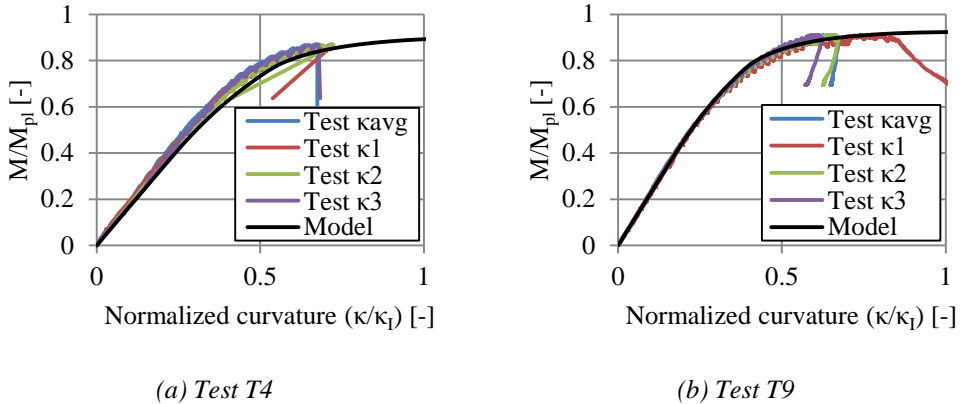 1
0.8
0.6
0.4
0.2
0
0
0.5
1
M/Mpl [-]
Normalized curvature (κ/κI) [-]
Test κavg
Test κ1
Test κ2
Test κ3
Model
(a) Test T4
1
0.8
0.6
0.4
0.2
0
0
0.5
1
M/Mpl [-]
Normalized curvature (κ/κI) [-]
Test κavg
Test κ1
Test κ2
Test κ3
Model
(b) Test T9